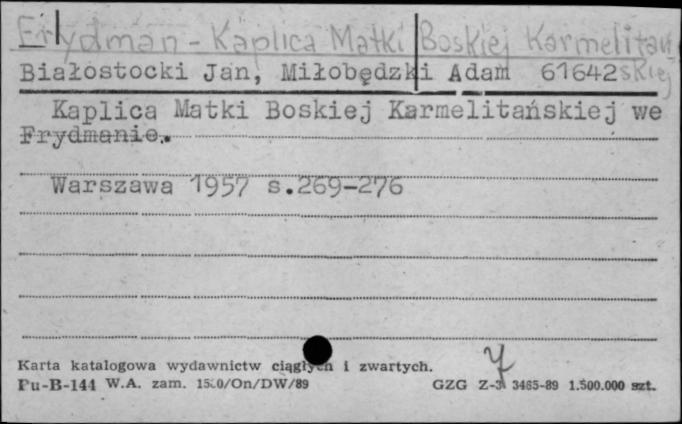 Frydman - Kaplica Matki Boskiej Karmelitań
skiej
Białostocki Jan, Miłobędzki Adam 61642
Kaplica Matki Boskiej Karmelitańskiej we
Frydmanie.
Warszawa 1957 s.269-276
Karta katalogowa wydawnictw ciągłych i zwartych.
Pu-B-144 W.A. zam. /On/DW/89 GZG Z-3 3465-89 1.500.000 szt.